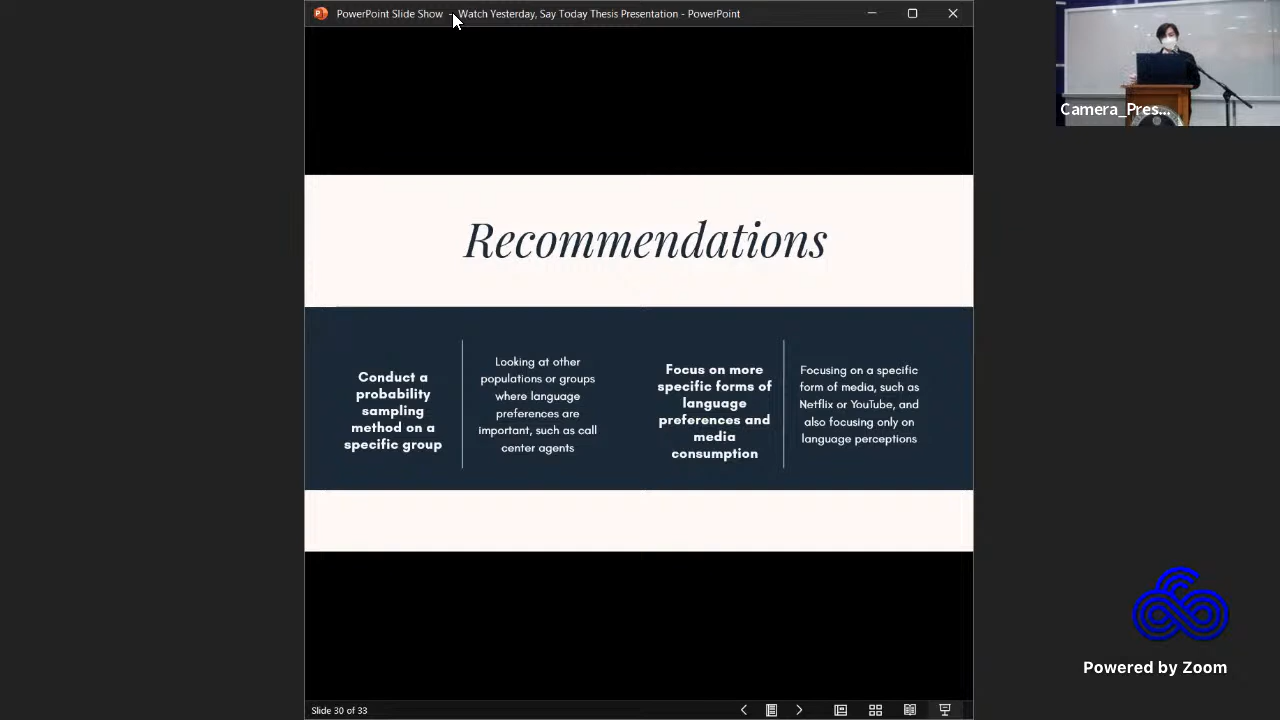 PowerPoint Slide Show - Watch Yesterday, Say Today Thesis Presentation - PowerPoint
Camera_Pres...
Recommendations
Conduct a
probability
sampling
method on a
specific group
Looking at other
populations or groups
where language
preferences are
important, such as call
center agents
Focus on more
specific forms of
language
preferences and
media
consumption
Focusing on a specific
form of media, such as
Netflix or YouTube, and
also focusing only on
language perceptions
Powered by Zoom
Slide 30 of 33